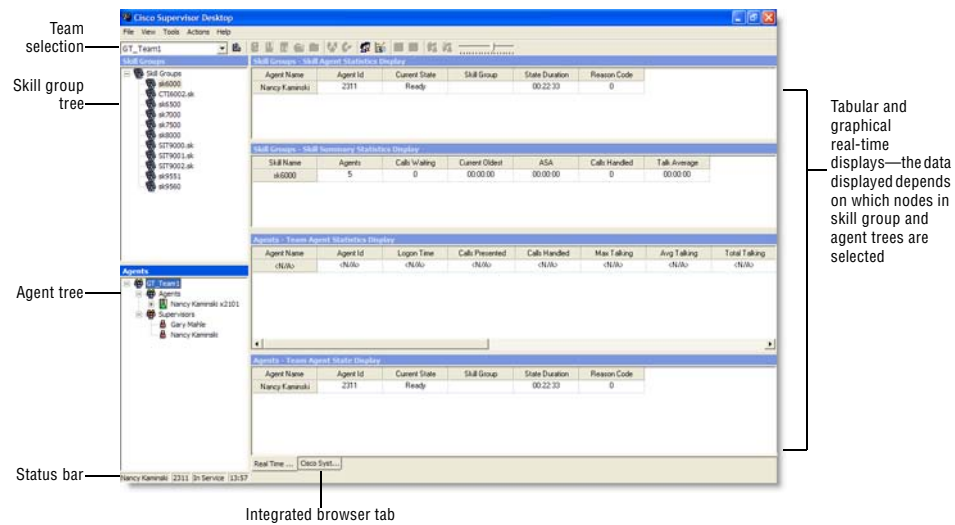 Team
selection
Skill group
tree
Agent tree
Status bar
Integrated browser tab
Tabular and
graphical
real-time
displays—the data
displayed depends
on which nodes in
skill group and
agent trees are
selected
Cisco Supervisor Desktop
File View Tools Actions Help
GT_Team1
Skill Groups
Skill Groups
sk6000
CTI6002.sk
sk6500
sk7000
sk7500
sk8000
SIT9000.sk
SIT9001.sk
SIT9002.sk
sk9551
sk9560
Agents
GT_Team1
Agents
Nancy Kaminski x2101
Supervisors
Gary Mahle
Nancy Kaminski
Skill Groups - Skill Agent Statistics Display
Agent Name Agent Id Current State Skill Group State Duration Reason Code
Nancy Kaminski 2311 Ready 00:22:33 0
Skill Groups - Skill Summary Statistics Display
Skill Name Agents Calls Waiting Current Oldest ASA Calls Handled Talk Average
sk6000 5 0 00:00:00 00:00:00 0 00:00:00
Agents - Team Agent Statistics Display
Agent Name Agent Id Logon Time Calls Presented Calls Handled Max Talking Avg Talking Total Talking
<N/A> <N/A> <N/A> <N/A> <N/A> <N/A> <N/A> <N/A>
Agents - Team Agent State Display
Agent Name Agent Id Current State Skill Group State Duration Reason Code
Nancy Kaminski 2311 Ready 00:22:33 0
Real Time ... Cisco Syst...
Nancy Kaminski 2311 In Service 13:57